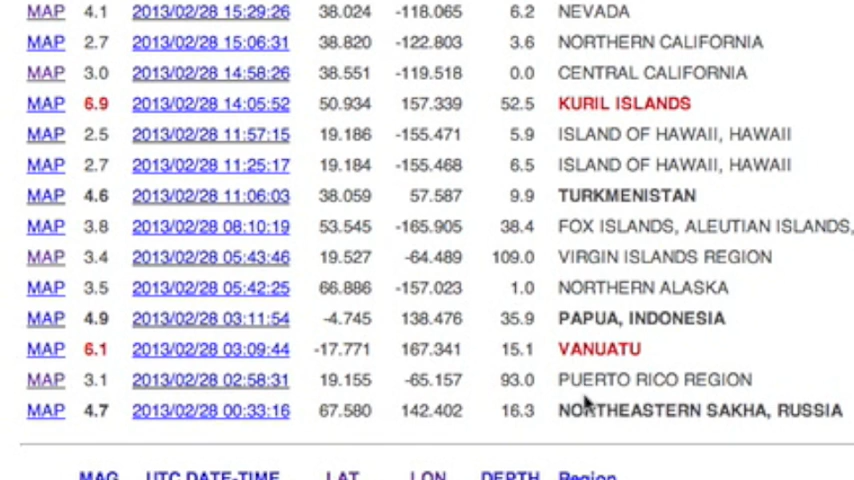 MAP 4.1 2013/02/28 15:29:26 38.024 -118.065 6.2 NEVADA
MAP 2.7 2013/02/28 15:06:31 38.820 -122.803 3.6 NORTHERN CALIFORNIA
MAP 3.0 2013/02/28 14:58:26 38.551 -119.518 0.0 CENTRAL CALIFORNIA
MAP 6.9 2013/02/28 14:05:52 50.934 157.339 52.5 KURIL ISLANDS
MAP 2.5 2013/02/28 11:57:15 19.186 -155.471 5.9 ISLAND OF HAWAII, HAWAII
MAP 2.7 2013/02/28 11:25:17 19.184 -155.468 6.5 ISLAND OF HAWAII, HAWAII
MAP 4.6 2013/02/28 11:06:03 38.059 57.587 9.9 TURKMENISTAN
MAP 3.8 2013/02/28 08:10:19 53.545 -165.905 38.4 FOX ISLANDS, ALEUTIAN ISLANDS,
MAP 3.4 2013/02/28 05:43:46 19.527 -64.489 109.0 VIRGIN ISLANDS REGION
MAP 3.5 2013/02/28 05:42:25 66.886 -157.023 1.0 NORTHERN ALASKA
MAP 4.9 2013/02/28 03:11:54 -4.745 138.476 35.9 PAPUA, INDONESIA
MAP 6.1 2013/02/28 03:09:44 -17.771 167.341 15.1 VANUATU
MAP 3.1 2013/02/28 02:58:31 19.155 -65.157 93.0 PUERTO RICO REGION
MAP 4.7 2013/02/28 00:33:16 67.580 142.402 16.3 NORTHEASTERN SAKHA, RUSSIA
MAG UTC DATE-TIME LAT LON DEPTH Region